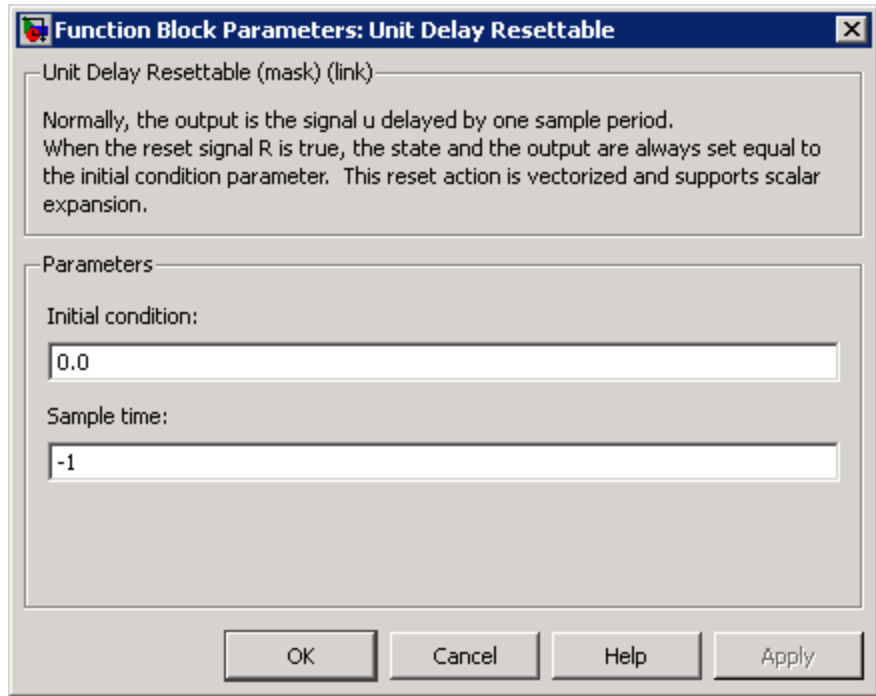 Function Block Parameters: Unit Delay Resettable
Unit Delay Resettable (mask) (link)
Normally, the output is the signal u delayed by one sample period.
When the reset signal R is true, the state and the output are always set equal to
the initial condition parameter.  This reset action is vectorized and supports scalar
expansion.
Parameters
Initial condition:
0.0
Sample time:
-1
OK
Cancel
Help
Apply